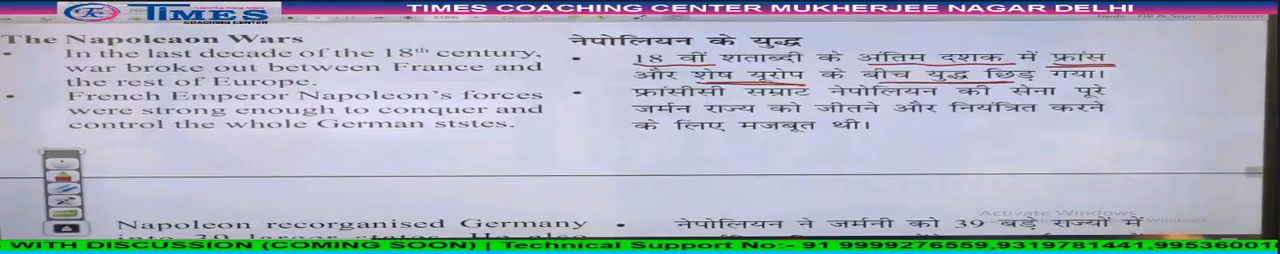 TIMES COACHING CENTER MUKHERJEE NAGAR DELHI
TIMES
COACHING CENTER
The Napoleaon Wars
• In the last decade of the 18th century,
war broke out between France and
the rest of Europe.
• French Emperor Napoleon's forces
were strong enough to conquer and
control the whole German ststes.
नेपोलियन के युद्ध
• 18 वीं शताब्दी के अंतिम दशक में फ्रांस
और शेष यूरोप के बीच युद्ध छिड़ गया।
• फ्रांसीसी सम्राट नेपोलियन की सेना पूरे
जर्मन राज्य को जीतने और नियंत्रित करने
के लिए मजबूत थी।
Napoleon recorganised Germany
• नेपोलियन ने जर्मनी को 39 बड़े राज्यों में
Activate Windows
WITH DISCUSSION (COMING SOON) | Technical Support No:- 91 9999276559,9319781441,995360010